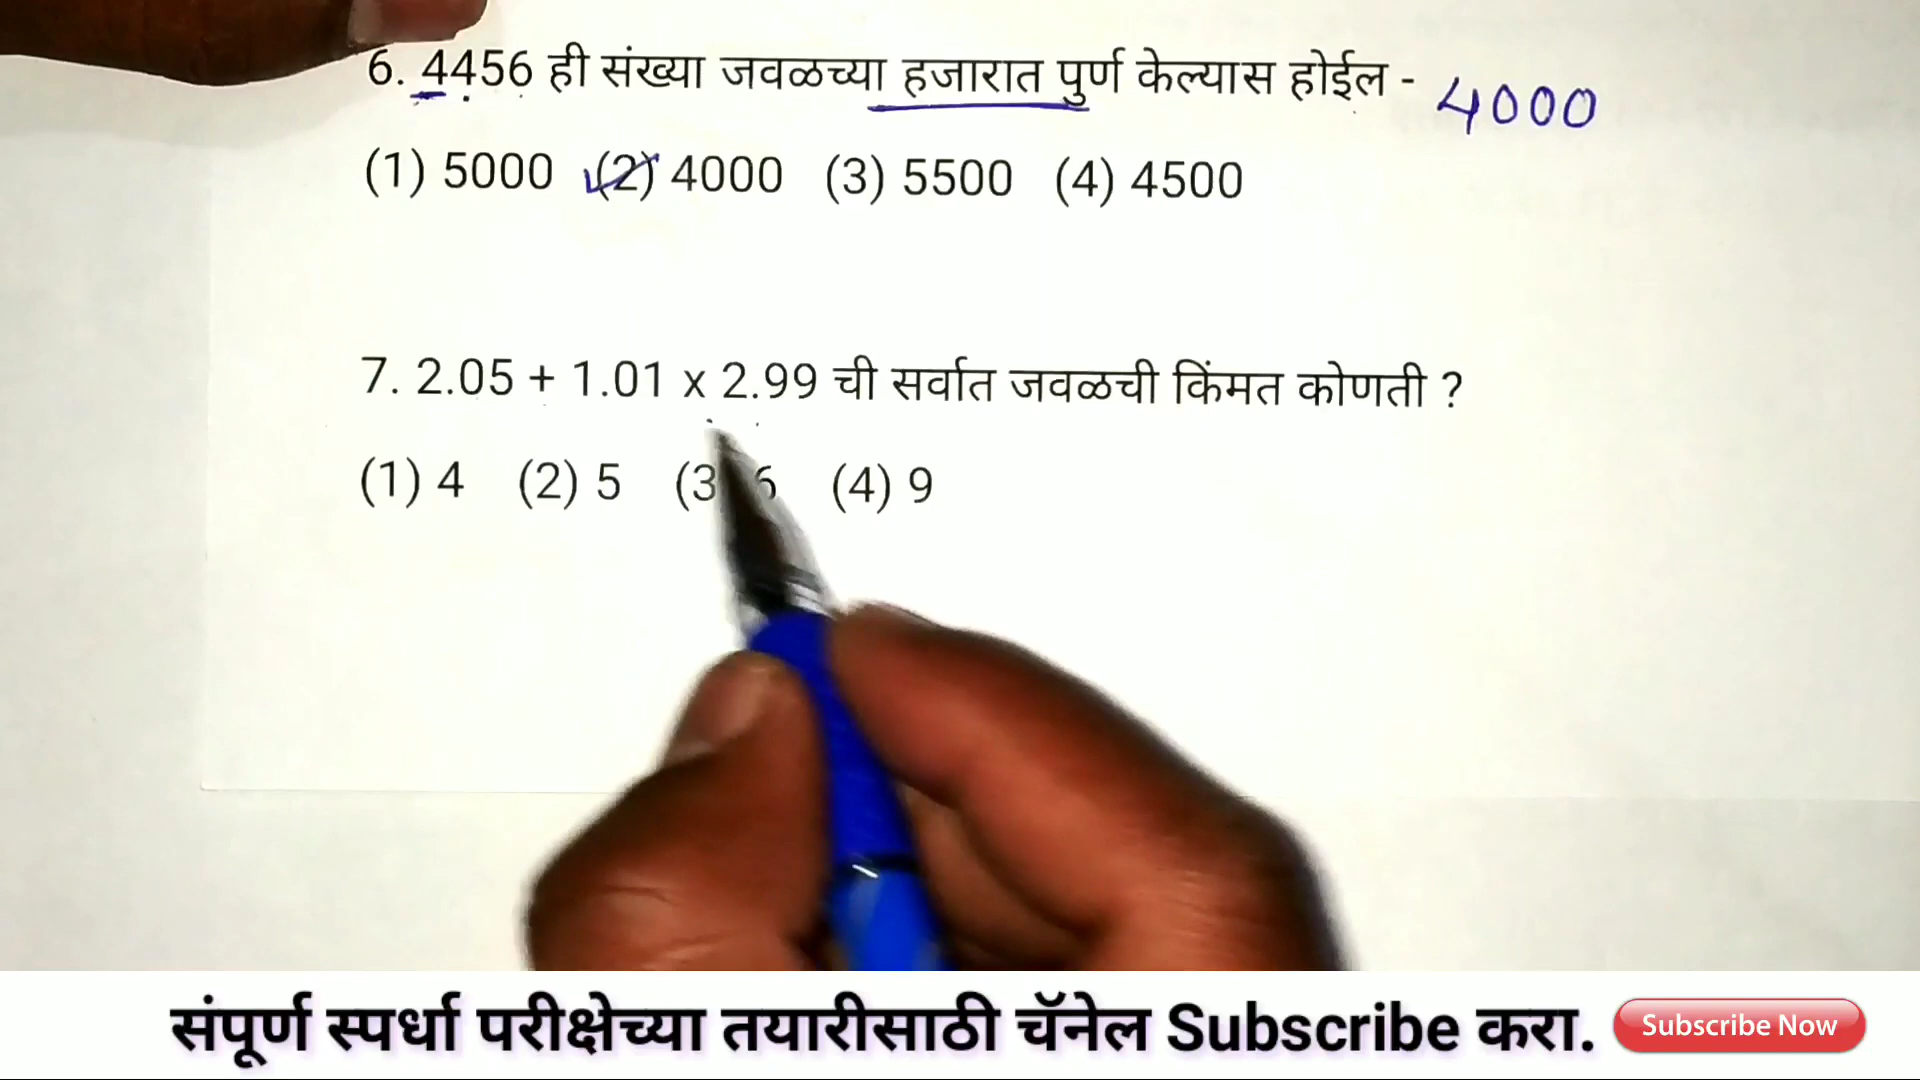 6. 4456 ही संख्या जवळच्या हजारात पुर्ण केल्यास होईल - 4000
(1) 5000 (2) 4000 (3) 5500 (4) 4500
7. 2.05 + 1.01 x 2.99 ची सर्वात जवळची किंमत कोणती ?
(1) 4 (2) 5 (3 6 (4) 9
संपूर्ण स्पर्धा परीक्षेच्या तयारीसाठी चॅनेल Subscribe करा. Subscribe Now